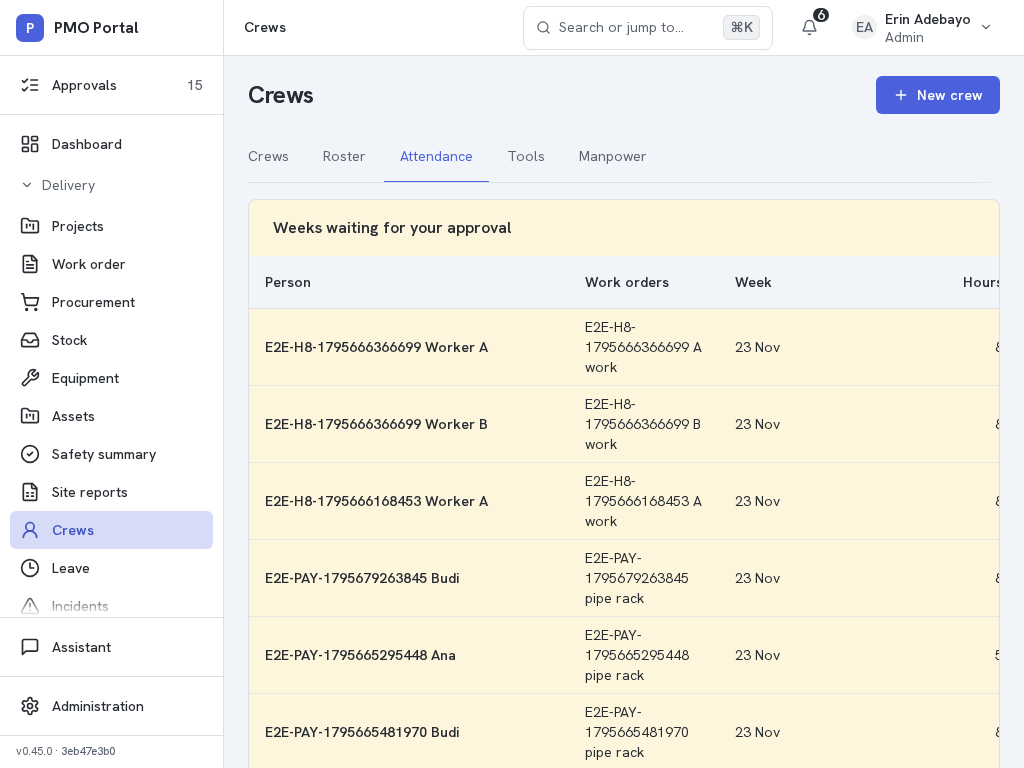 P PMO Portal
Crews
Search or jump to...
⌘K
6
EA
Erin Adebayo
Admin
Approvals 15
Dashboard
Delivery
Projects
Work order
Procurement
Stock
Equipment
Assets
Safety summary
Site reports
Crews
Leave
Incidents
Assistant
Administration
v0.45.0 · 3eb47e3b0
Crews
New crew
Crews Roster Attendance Tools Manpower
Weeks waiting for your approval
Person Work orders Week Hours
E2E-H8-1795666366699 Worker A
E2E-H8-
1795666366699 A
work
23 Nov
E2E-H8-1795666366699 Worker B
E2E-H8-
1795666366699 B
work
23 Nov
E2E-H8-1795666168453 Worker A
E2E-H8-
1795666168453 A
work
23 Nov
E2E-PAY-1795679263845 Budi
E2E-PAY-
1795679263845
pipe rack
23 Nov
E2E-PAY-1795665295448 Ana
E2E-PAY-
1795665295448
pipe rack
23 Nov
E2E-PAY-1795665481970 Budi
E2E-PAY-
1795665481970
pipe rack
23 Nov